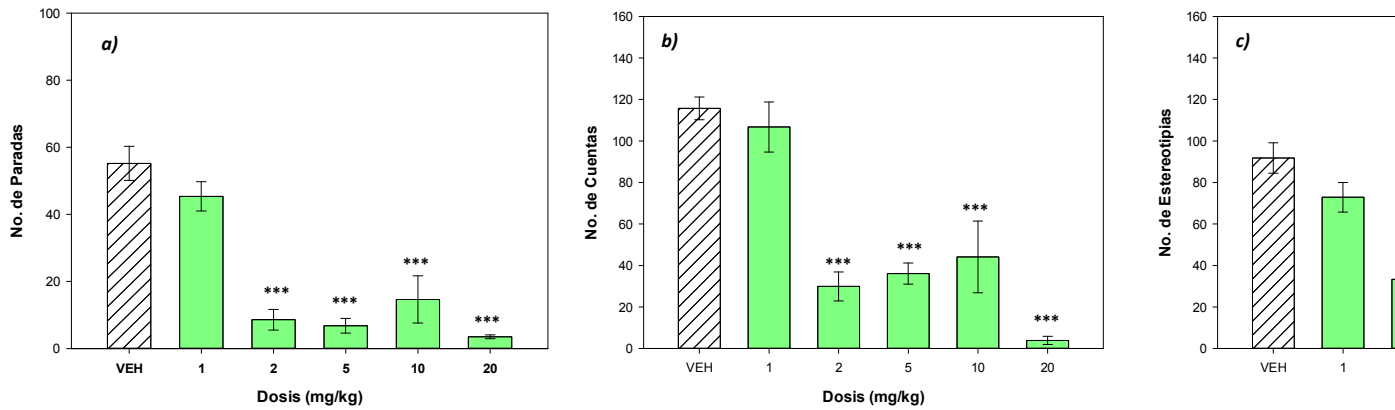 a)
No. de Paradas
100
80
60
40
20
0
***
***
***
***
VEH 1 2 5 10 20
Dosis (mg/kg)
b)
No. de Cuentas
160
140
120
100
80
60
40
20
0
***
***
***
***
VEH 1 2 5 10 20
Dosis (mg/kg)
c)
No. de Estereotipias
160
140
120
100
80
60
40
20
0
VEH 1